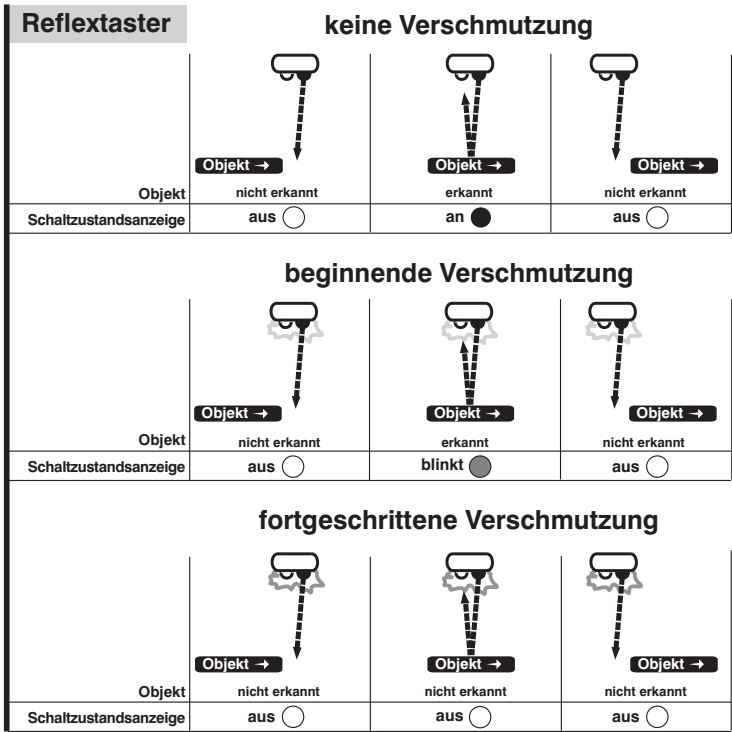 Reflextaster
keine Verschmutzung
Objekt → Objekt → Objekt →
Objekt nicht erkannt erkannt nicht erkannt
Schaltzustandsanzeige aus an aus
beginnende Verschmutzung
Objekt → Objekt → Objekt →
Objekt nicht erkannt erkannt nicht erkannt
Schaltzustandsanzeige aus blinkt aus
fortgeschrittene Verschmutzung
Objekt → Objekt → Objekt →
Objekt nicht erkannt nicht erkannt nicht erkannt
Schaltzustandsanzeige aus aus aus